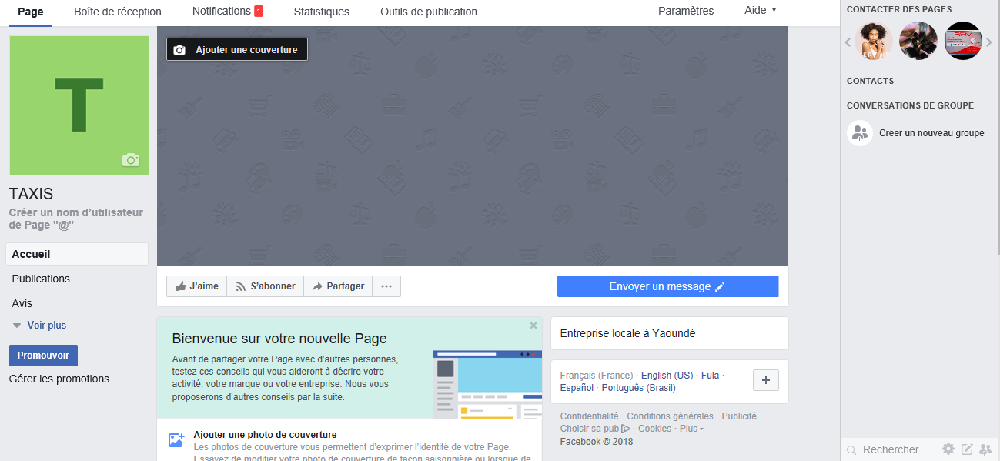 Page Boîte de réception Notifications 1 Statistiques Outils de publication Paramètres Aide
Ajouter une couverture
T
TAXIS
Créer un nom d'utilisateur
de Page "@"
Accueil
Publications
Avis
Voir plus
Promouvoir
Gérer les promotions
J'aime S'abonner Partager ...
Envoyer un message
Bienvenue sur votre nouvelle Page
Avant de partager votre Page avec d'autres personnes,
testez ces conseils qui vous aideront à décrire votre
activité, votre marque ou votre entreprise. Nous vous
proposerons d'autres conseils par la suite.
Ajouter une photo de couverture
Les photos de couverture vous permettent d'exprimer l'identité de votre Page.
Essayez de modifier votre photo de couverture de façon saisonnière ou lorsque de
Entreprise locale à Yaoundé
Français (France) · English (US) · Fula ·
Español · Português (Brasil)
+
Confidentialité · Conditions générales · Publicité ·
Choisir sa pub · Cookies · Plus
Facebook © 2018
CONTACTER DES PAGES
RPM
CONTACTS
CONVERSATIONS DE GROUPE
Créer un nouveau groupe
Rechercher